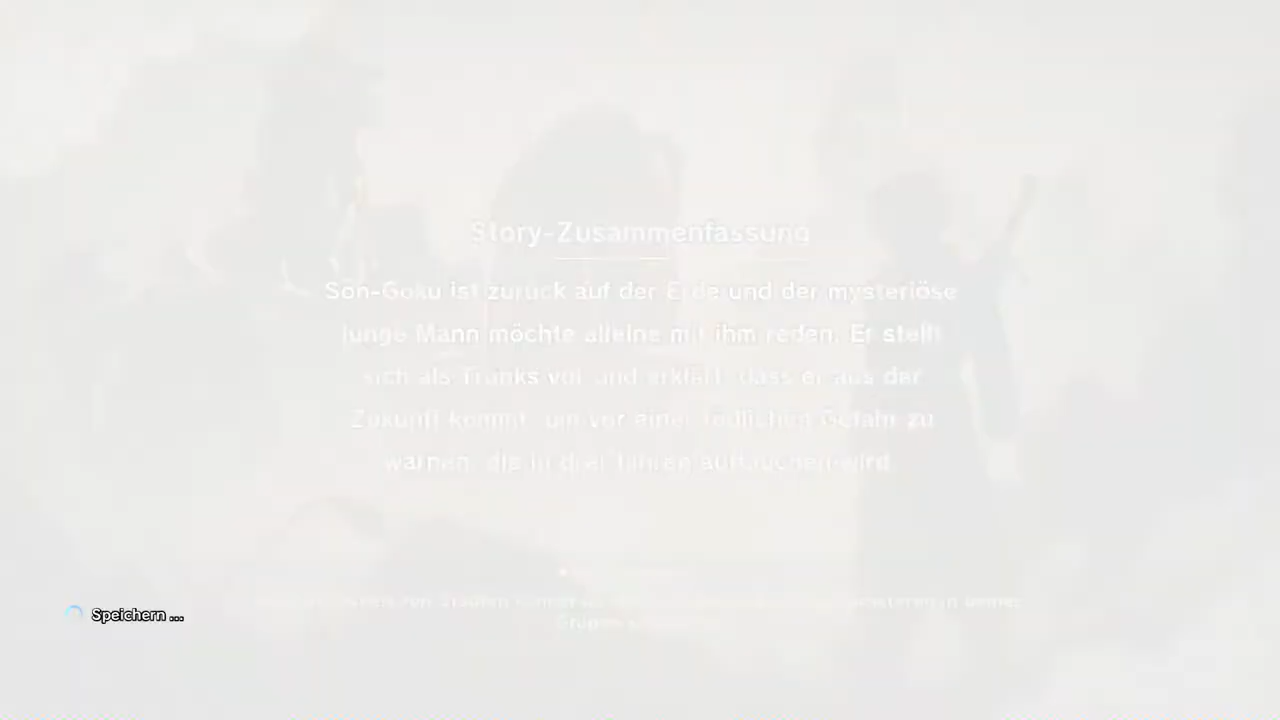 Story-Zusammenfassung
Son-Goku ist zurück auf der Erde und der mysteriöse
junge Mann möchte alleine mit ihm reden. Er stellt
sich als Trunks vor und erklärt, dass er aus der
Zukunft kommt, um vor einer tödlichen Gefahr zu
warnen, die in drei Jahren auftauchen wird.
Speichern ...